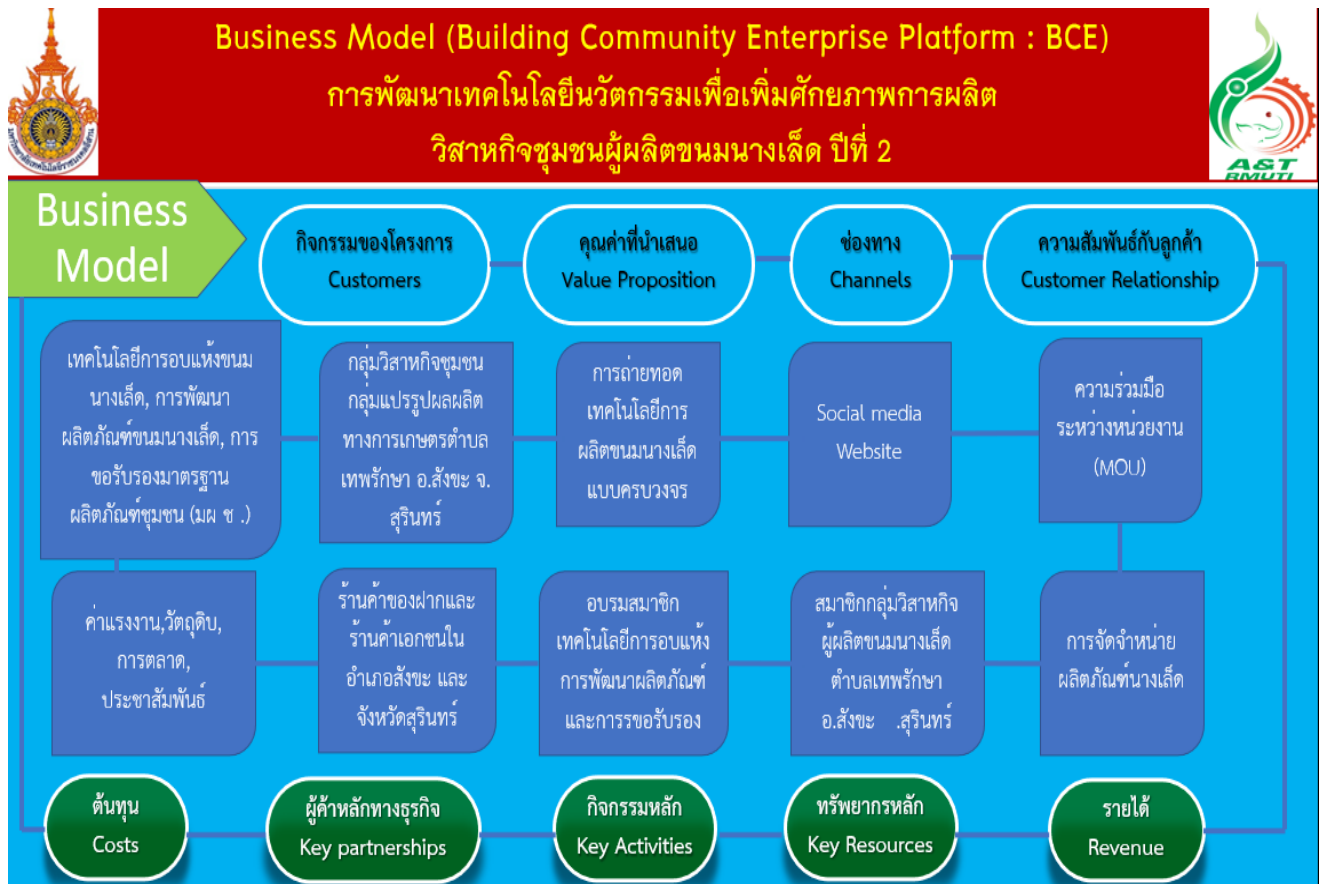 Business Model (Building Community Enterprise Platform : BCE)
การพัฒนาเทคโนโลยีนวัตกรรมเพื่อเพิ่มศักยภาพการผลิต
วิสาหกิจชุมชนผู้ผลิตขนมนางเล็ด ปีที่ 2
มหาวิทยาลัยเทคโนโลยีราชมงคลอีสาน
A&T
RMUTI
Business
Model
กิจกรรมของโครงการ
Customers
คุณค่าที่นำเสนอ
Value Proposition
ช่องทาง
Channels
ความสัมพันธ์กับลูกค้า
Customer Relationship
เทคโนโลยีการอบแห้งขนม
นางเล็ด, การพัฒนา
ผลิตภัณฑ์ขนมนางเล็ด, การ
ขอรับรองมาตรฐาน
ผลิตภัณฑ์ชุมชน (มผ ช .)
กลุ่มวิสาหกิจชุมชน
กลุ่มแปรรูปผลผลิต
ทางการเกษตรตำบล
เทพรักษา อ.สังขะ จ.
สุรินทร์
การถ่ายทอด
เทคโนโลยีการ
ผลิตขนมนางเล็ด
แบบครบวงจร
Social media
Website
ความร่วมมือ
ระหว่างหน่วยงาน
(MOU)
ค่าแรงงาน,วัตถุดิบ,
การตลาด,
ประชาสัมพันธ์
ร้านค้าของฝากและ
ร้านค้าเอกชนใน
อำเภอสังขะ และ
จังหวัดสุรินทร์
อบรมสมาชิก
เทคโนโลยีการอบแห้ง
การพัฒนาผลิตภัณฑ์
และการรขอรับรอง
สมาชิกกลุ่มวิสาหกิจ
ผู้ผลิตขนมนางเล็ด
ตำบลเทพรักษา
อ.สังขะ .สุรินทร์
การจัดจำหน่าย
ผลิตภัณฑ์นางเล็ด
ต้นทุน
Costs
ผู้ค้าหลักทางธุรกิจ
Key partnerships
กิจกรรมหลัก
Key Activities
ทรัพยากรหลัก
Key Resources
รายได้
Revenue